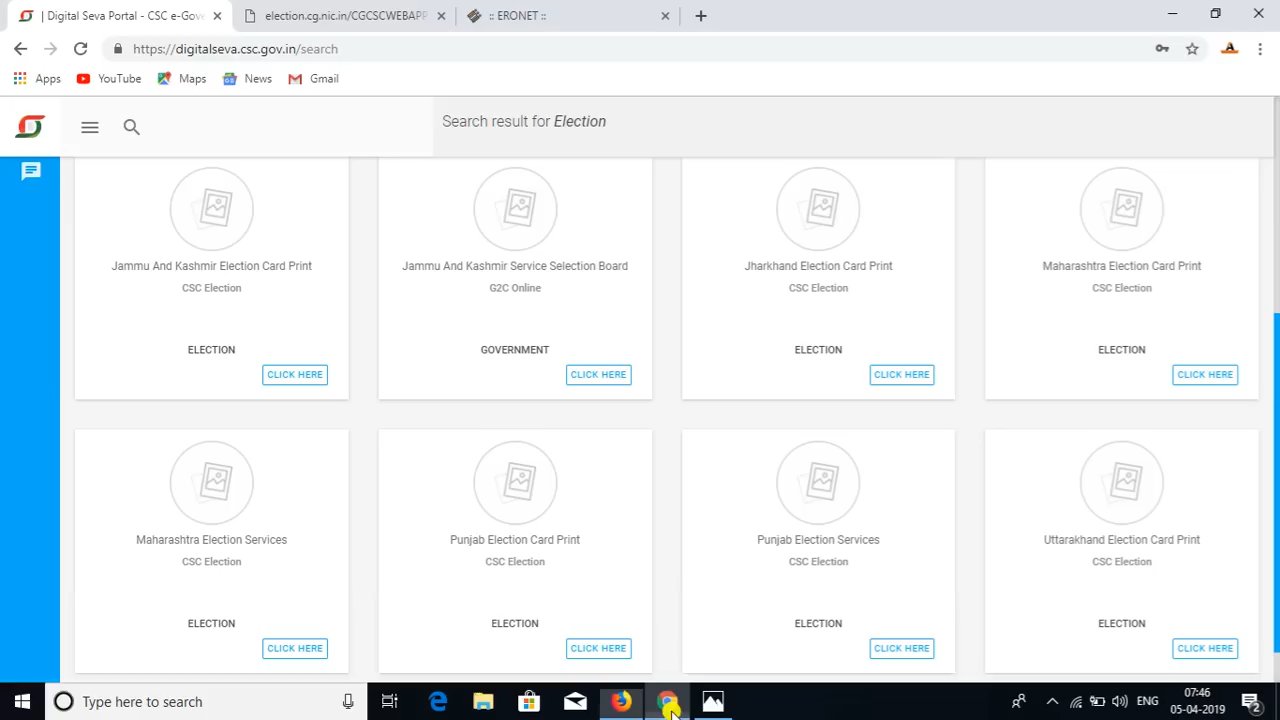 | Digital Seva Portal - CSC e-Gove
election.cg.nic.in/CGCSCWEBAPP
:: ERONET ::
https://digitalseva.csc.gov.in/search
Apps
YouTube
Maps
News
Gmail
Search result for Election
Jammu And Kashmir Election Card Print
CSC Election
ELECTION
CLICK HERE
Jammu And Kashmir Service Selection Board
G2C Online
GOVERNMENT
CLICK HERE
Jharkhand Election Card Print
CSC Election
ELECTION
CLICK HERE
Maharashtra Election Card Print
CSC Election
ELECTION
CLICK HERE
Maharashtra Election Services
CSC Election
ELECTION
CLICK HERE
Punjab Election Card Print
CSC Election
ELECTION
CLICK HERE
Punjab Election Services
CSC Election
ELECTION
CLICK HERE
Uttarakhand Election Card Print
CSC Election
ELECTION
CLICK HERE
Type here to search
ENG
07:46
05-04-2019
2